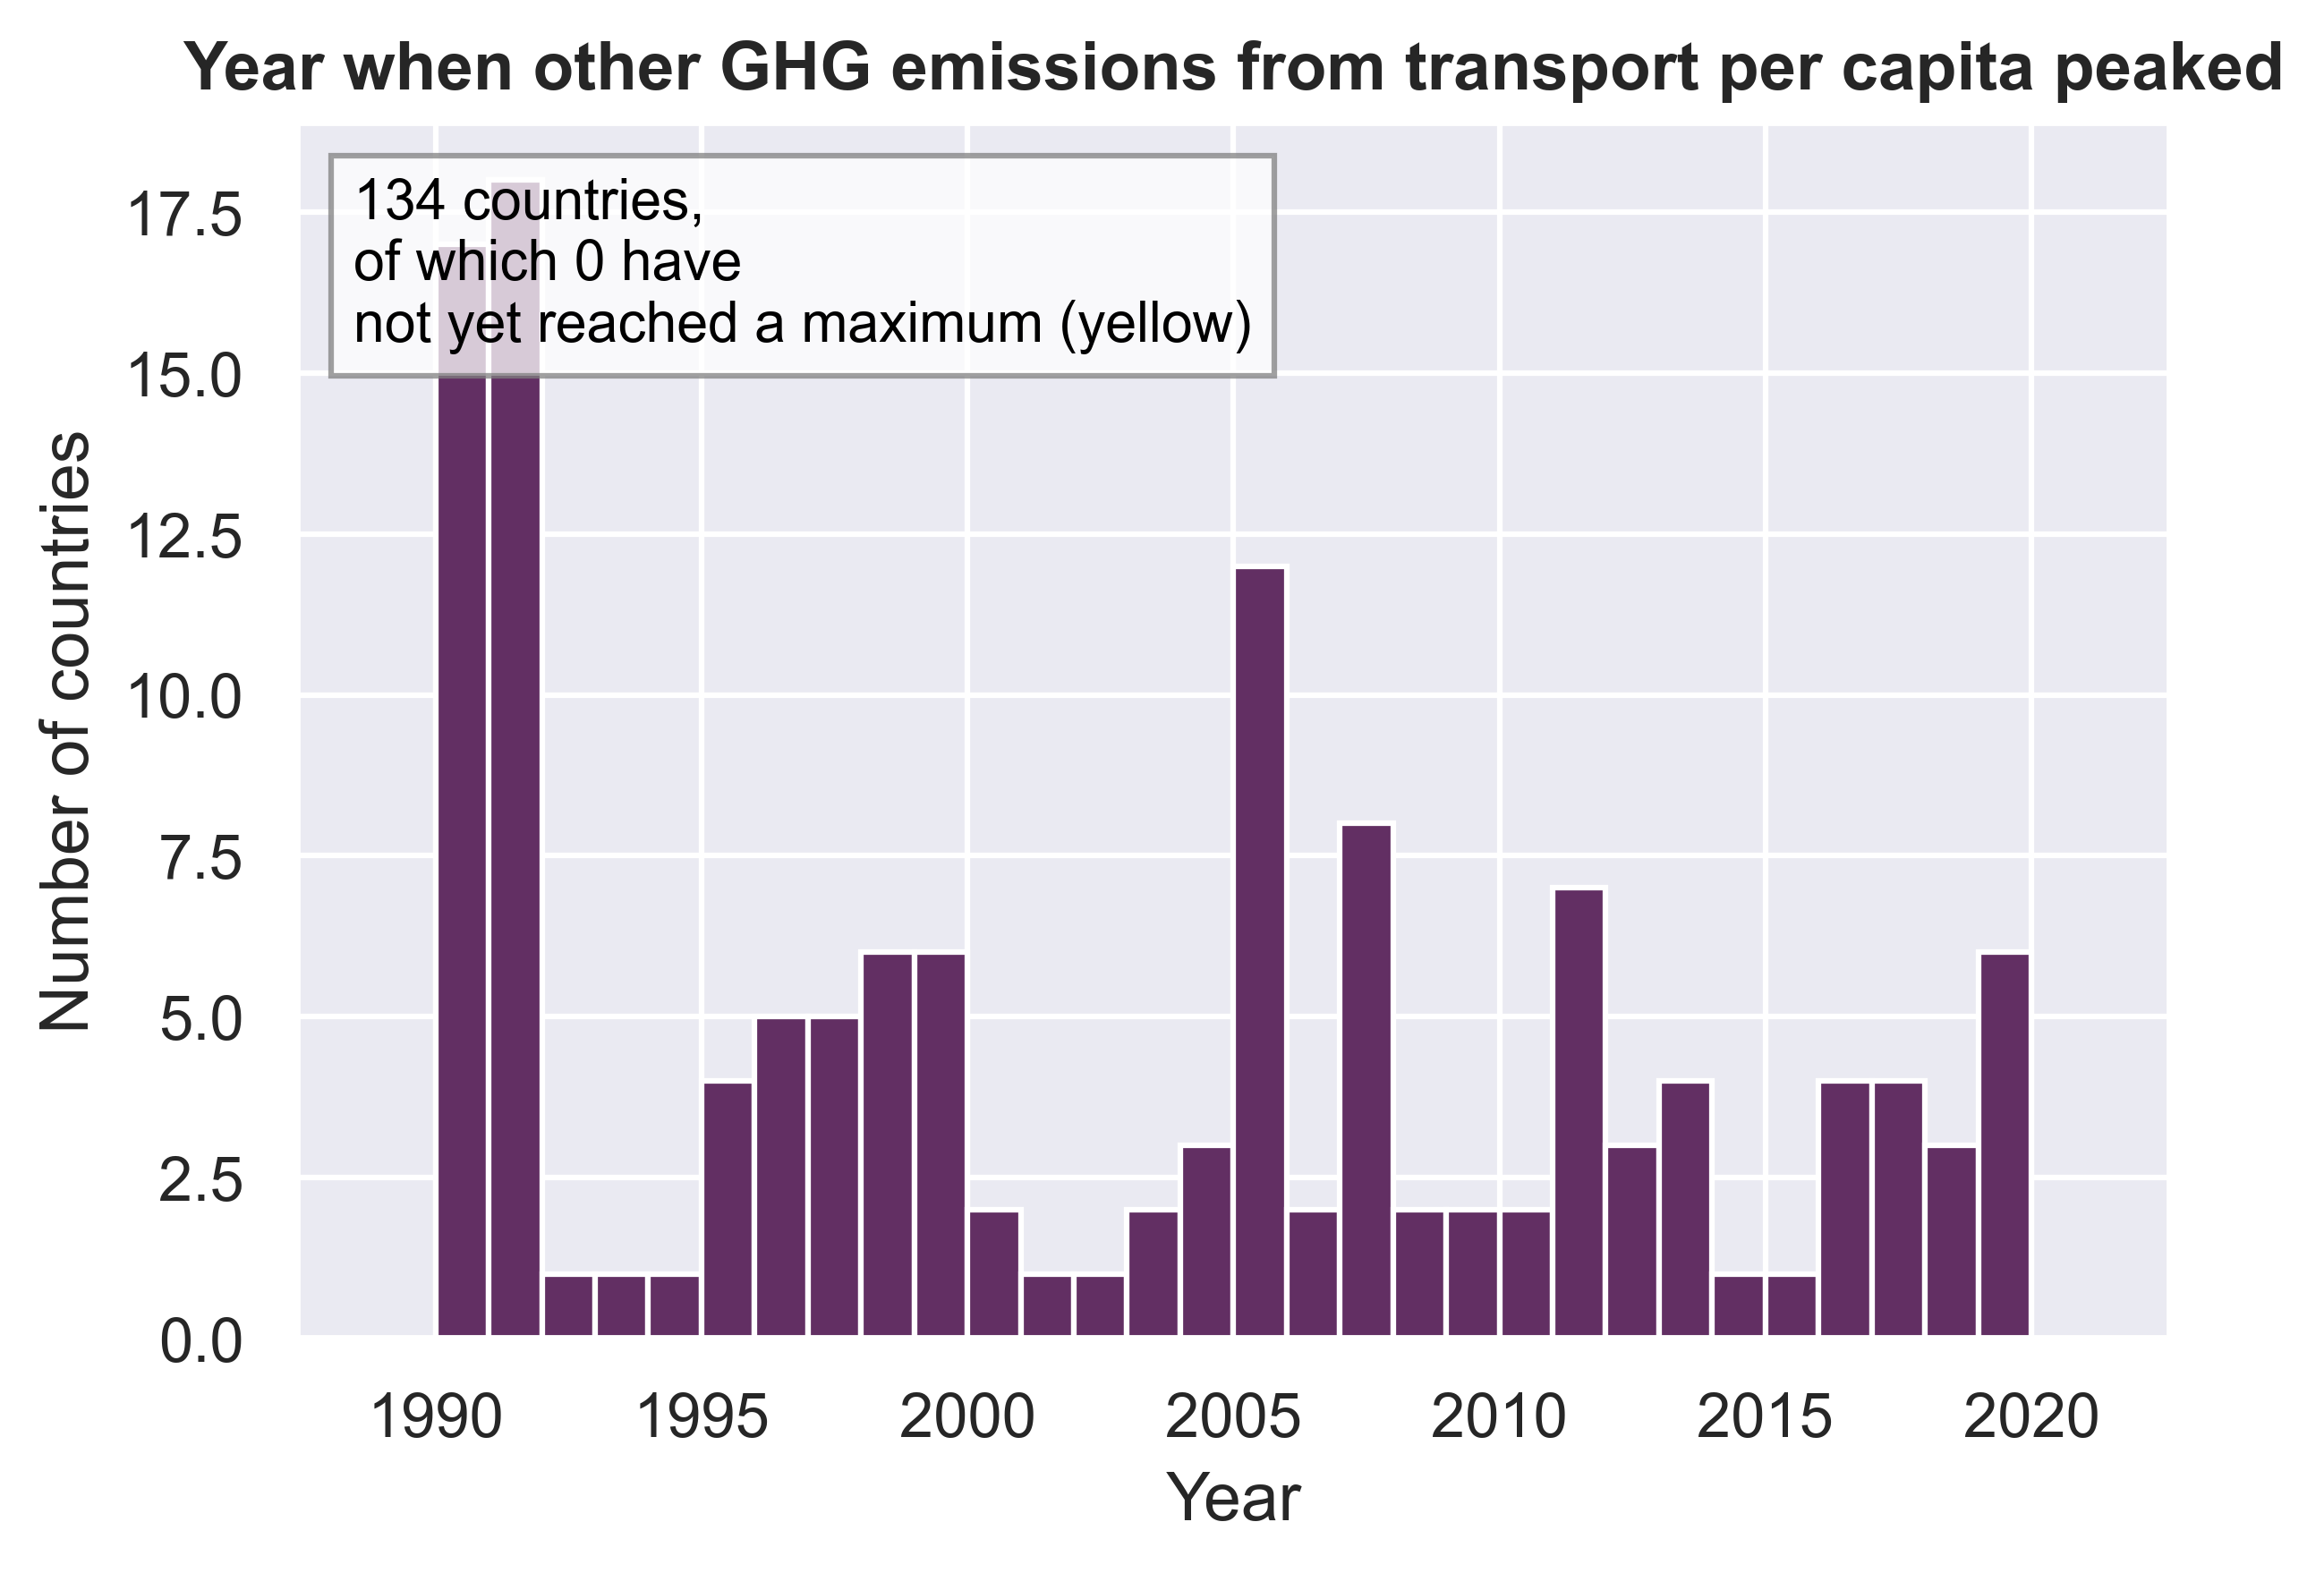 Year when other GHG emissions from transport per capita peaked
134 countries,
of which 0 have
not yet reached a maximum (yellow)
17.5
15.0
12.5
10.0
7.5
5.0
2.5
0.0
Number of countries
1990 1995 2000 2005 2010 2015 2020
Year